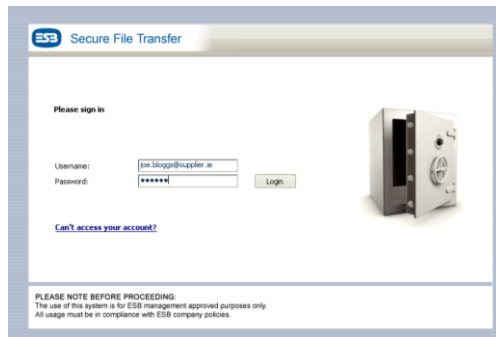 ESB Secure File Transfer
Please sign in
Username: joe.bloggs@supplier.ie
Password: ●●●●●● Login
Can't access your account?
PLEASE NOTE BEFORE PROCEEDING:
The use of this system is for ESB management approved purposes only.
All usage must be in compliance with ESB company policies.